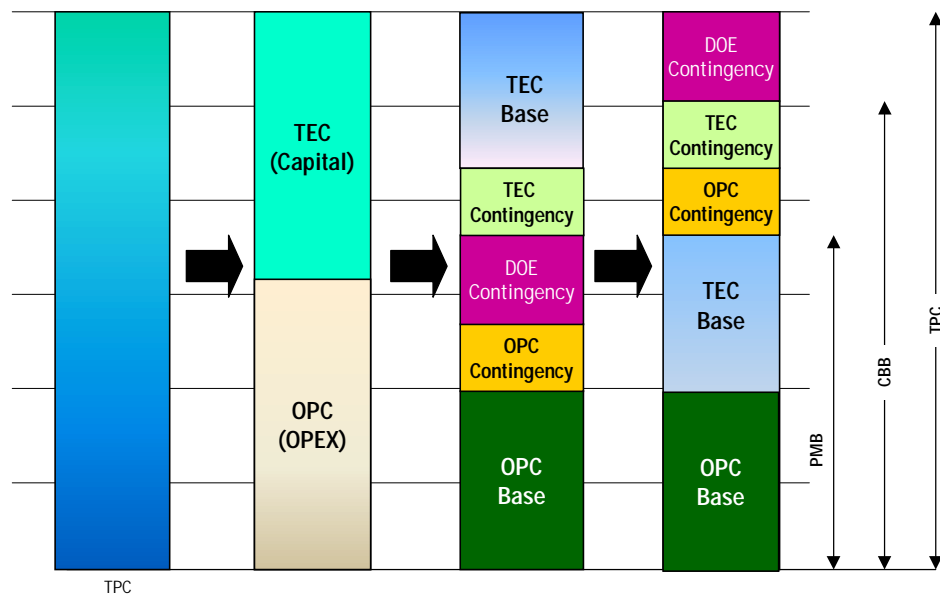 TPC
TEC
(Capital)
OPC
(OPEX)
TEC
Base
TEC
Contingency
DOE
Contingency
OPC
Contingency
OPC
Base
DOE
Contingency
TEC
Contingency
OPC
Contingency
TEC
Base
OPC
Base
PMB
CBB
TPC